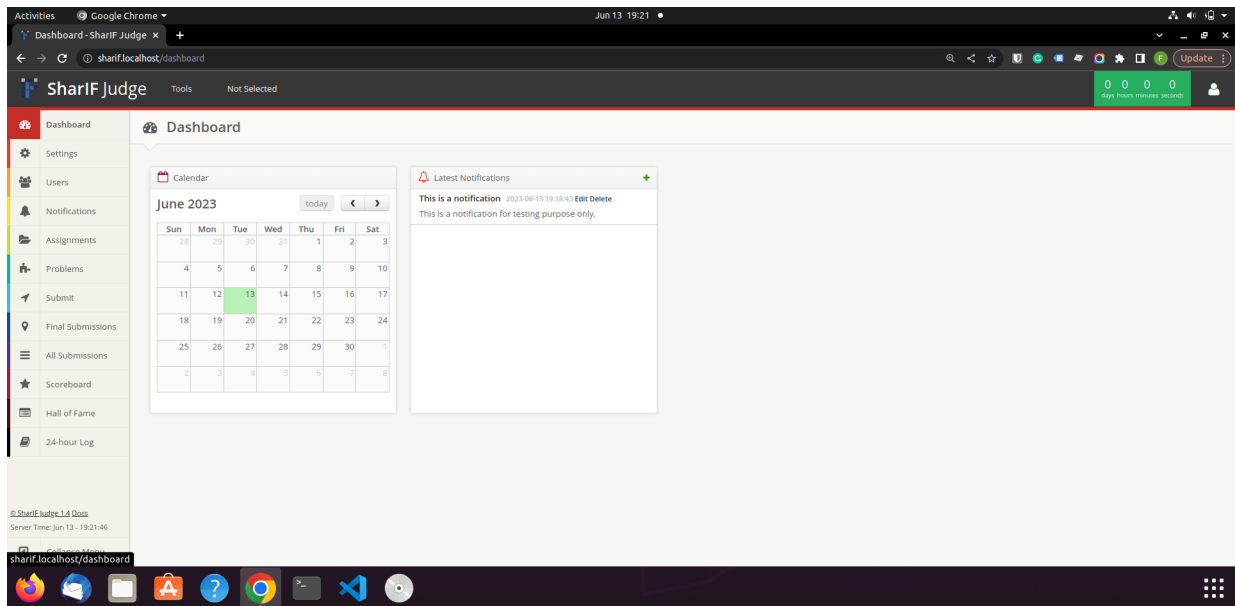 Activities Google Chrome Jun 13 19:21
Dashboard - SharIF Judge
sharif.localhost/dashboard F Update
SharIF Judge Tools Not Selected 0 0 0 0
days hours minutes seconds
Dashboard
Settings
Users
Notifications
Assignments
Problems
Submit
Final Submissions
All Submissions
Scoreboard
Hall of Fame
24-hour Log
© SharIF Judge 1.4 Docs
Server Time: Jun 13 - 19:21:46
Collapse Menu
sharif.localhost/dashboard
Dashboard
Calendar
June 2023 today
Sun Mon Tue Wed Thu Fri Sat
28 29 30 31 1 2 3
4 5 6 7 8 9 10
11 12 13 14 15 16 17
18 19 20 21 22 23 24
25 26 27 28 29 30 1
2 3 4 5 6 7 8
Latest Notifications
This is a notification 2023-06-13 19:18:43 Edit Delete
This is a notification for testing purpose only.